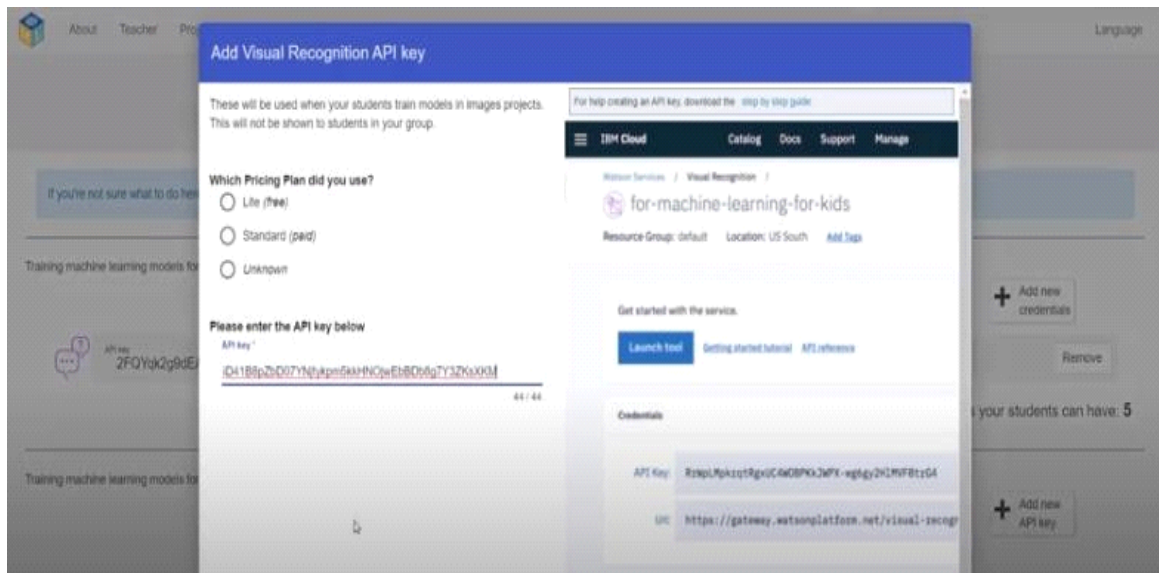 About Teacher
Language
Add Visual Recognition API key
These will be used when your students train models in images projects.
This will not be shown to students in your group.
Which Pricing Plan did you use?
Lite (free)
Standard (paid)
Unknown
Please enter the API key below
API key *
44 / 44
For help creating an API key, download the step by step guide
IBM Cloud Catalog Docs Support Manage
Watson Services / Visual Recognition /
for-machine-learning-for-kids
Resource Group: default Location: US South Add Tags
Get started with the service.
Launch tool Getting started tutorial API reference
Credentials
API Key:
Url: https://gateway.watsonplatform.net/visual-recogn
If you're not sure what to do here
Training machine learning models for
API key
Add new
credentials
Remove
your students can have: 5
Training machine learning models for
Add new
API key